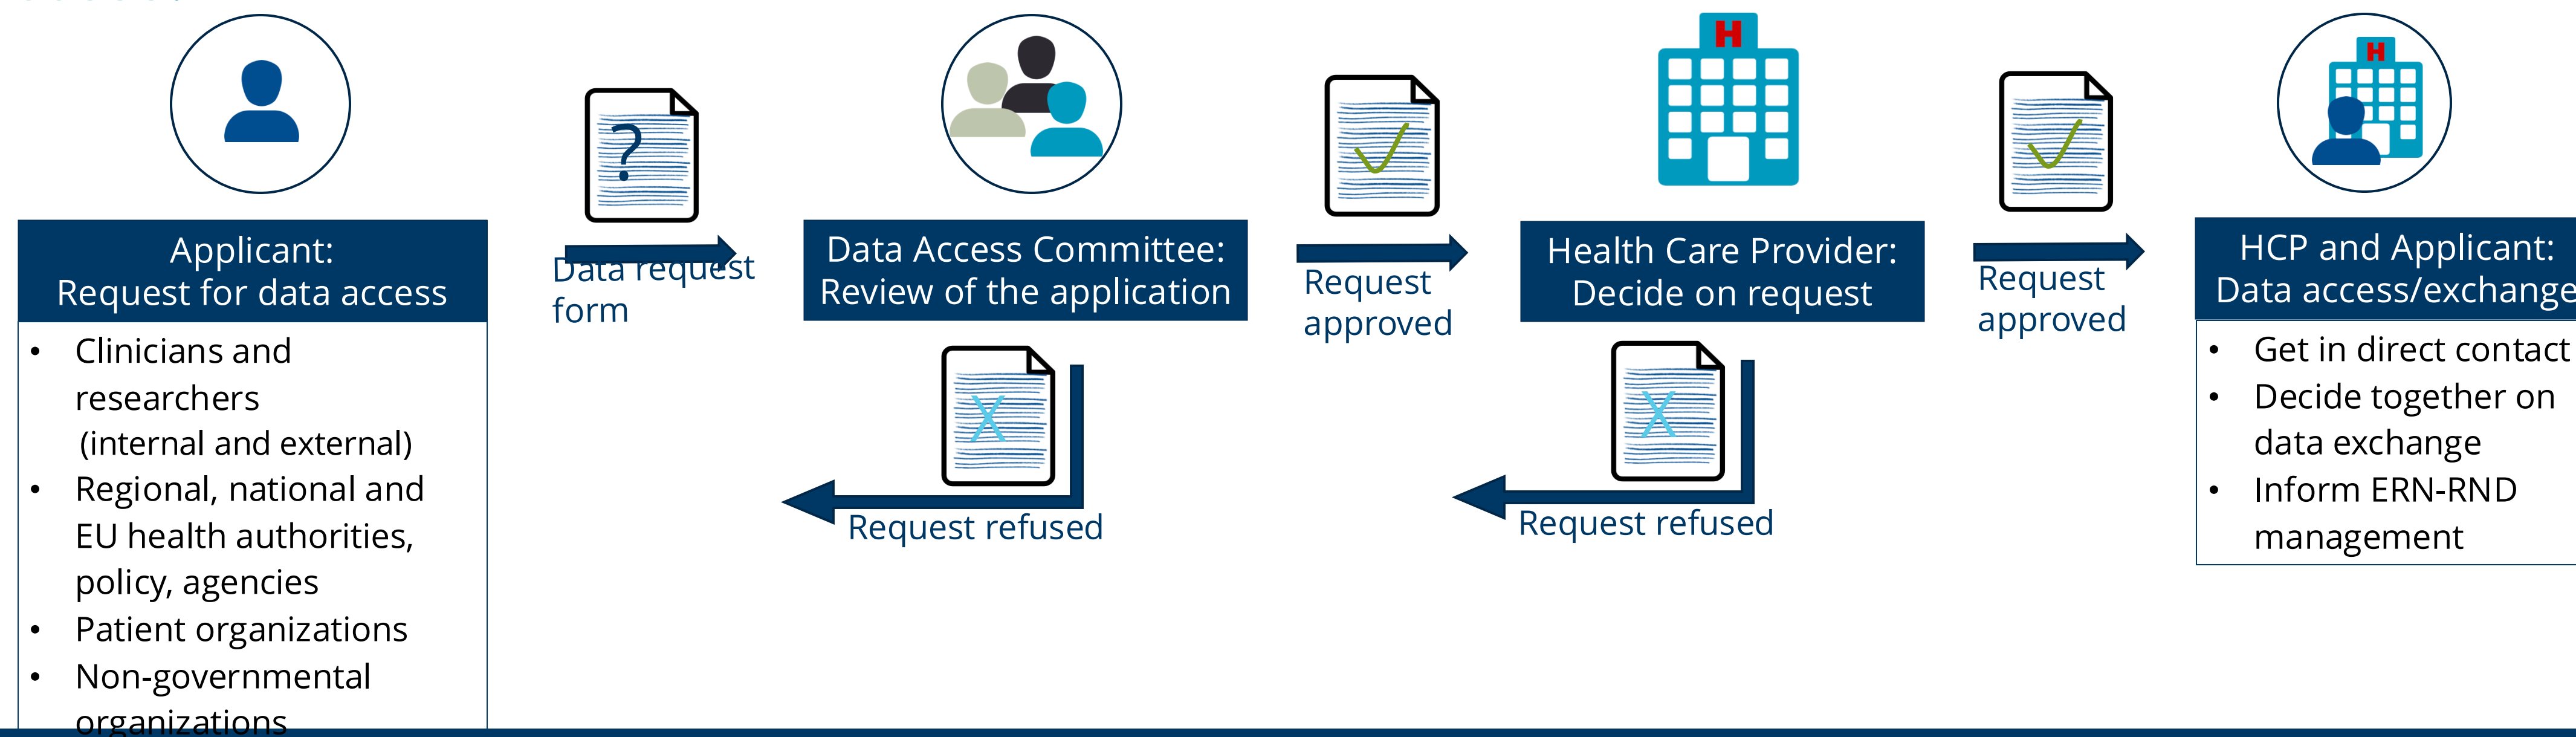 Applicant:
Request for data access
• Clinicians and
researchers
(internal and external)
• Regional, national and
EU health authorities,
policy, agencies
• Patient organizations
• Non-governmental
organizations
?
Data request
form
Data Access Committee:
Review of the application
X
Request refused
Request
approved
H
Health Care Provider:
Decide on request
X
Request refused
Request
approved
H
HCP and Applicant:
Data access/exchange
• Get in direct contact
• Decide together on
data exchange
• Inform ERN-RND
management